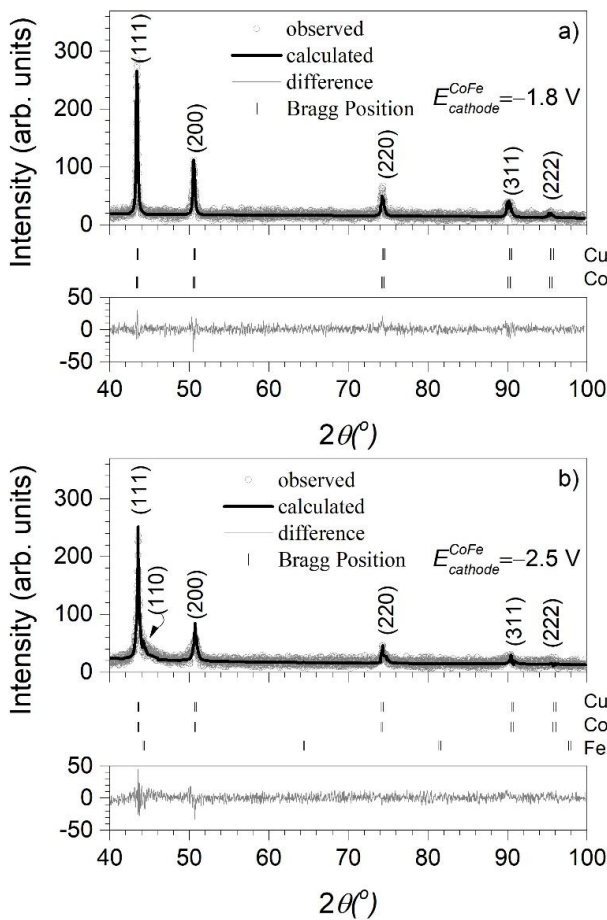 a)
observed
calculated
difference
Bragg Position
E_cathode^CoFe=−1.8 V
Intensity (arb. units)
300
200
100
0
(111)
(200)
(220)
(311)
(222)
Cu
Co
50
0
-50
40 50 60 70 80 90 100
2θ(°)
b)
observed
calculated
difference
Bragg Position
E_cathode^CoFe=−2.5 V
Intensity (arb. units)
300
200
100
0
(111)
(110)
(200)
(220)
(311)
(222)
Cu
Co
Fe
50
0
-50
40 50 60 70 80 90 100
2θ(°)